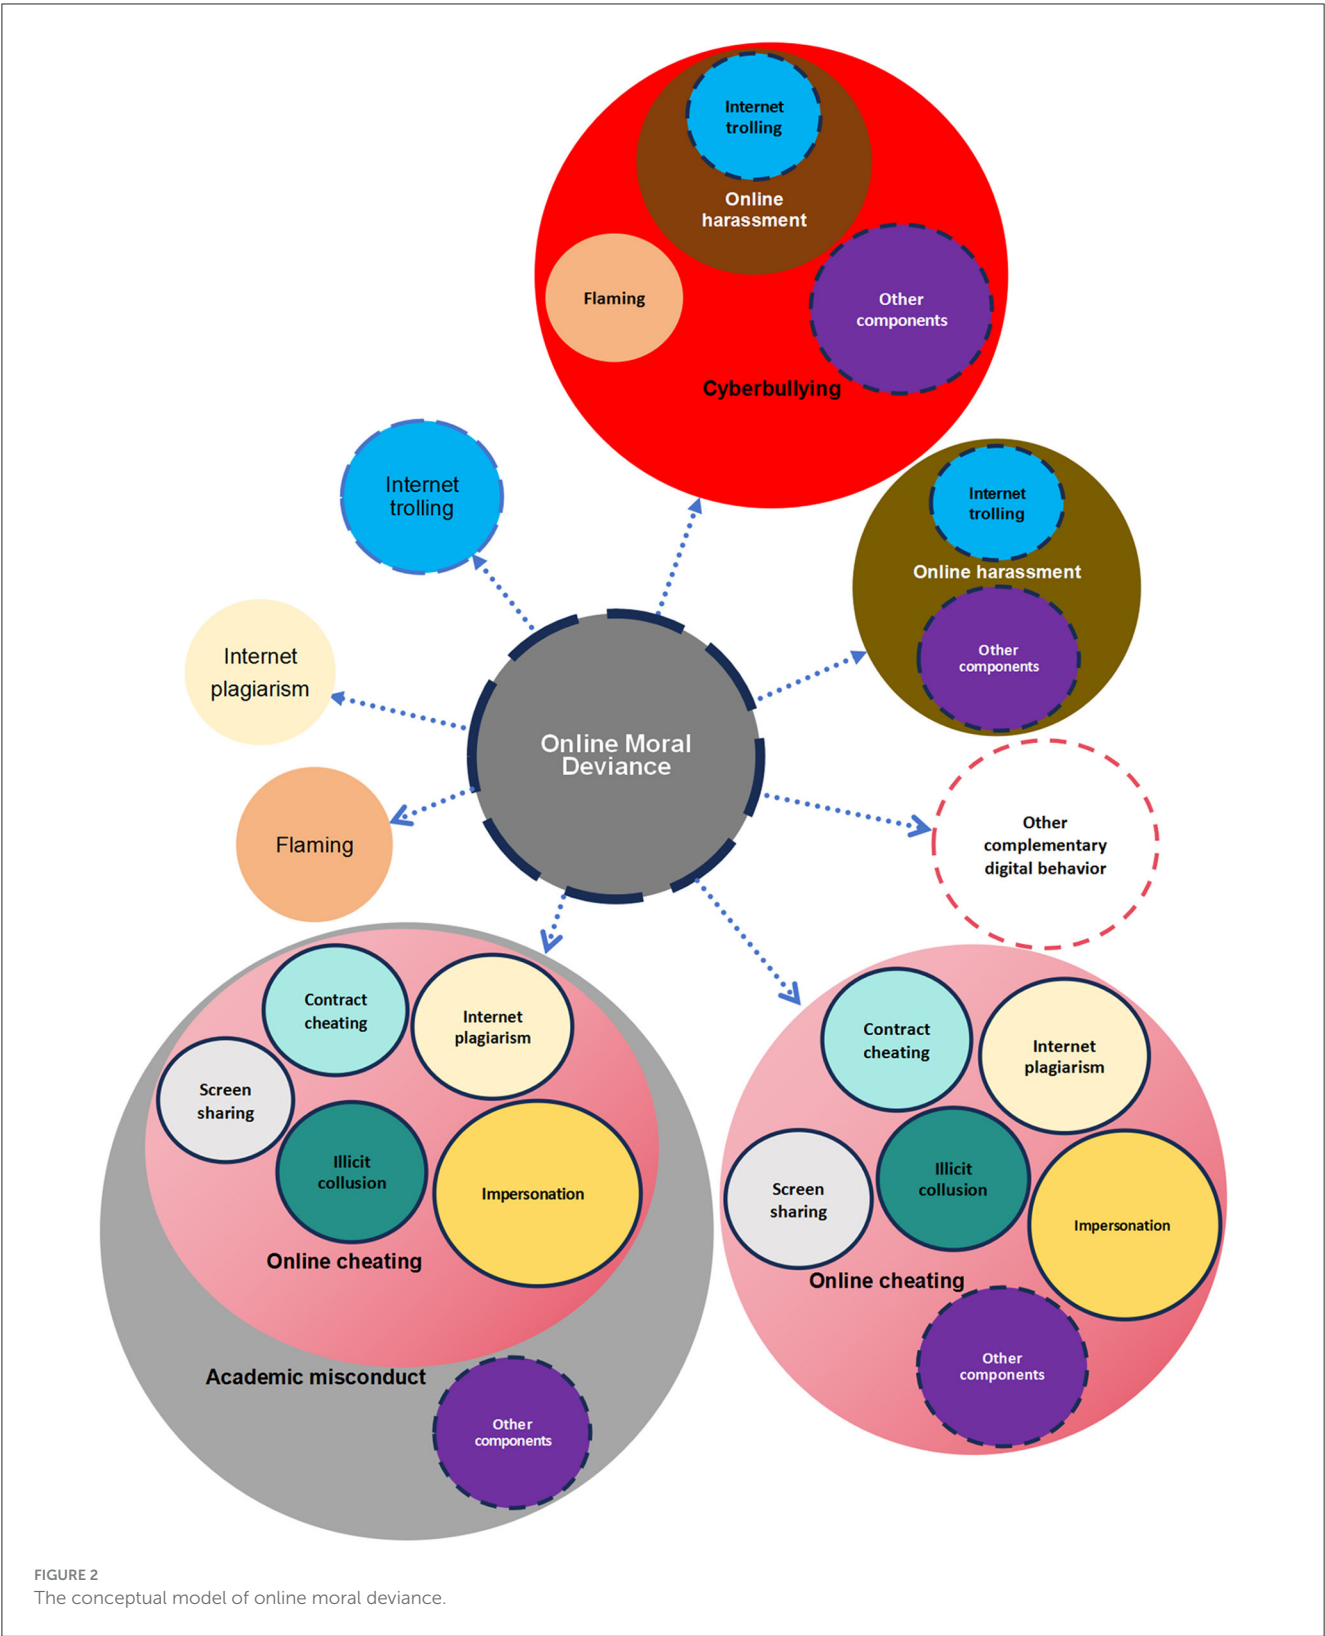 Internet
trolling
Online
harassment
Flaming
Other
components
Cyberbullying
Internet
trolling
Internet
trolling
Online harassment
Other
components
Internet
plagiarism
Online Moral
Deviance
Flaming
Other
complementary
digital behavior
Contract
cheating
Internet
plagiarism
Screen
sharing
Illicit
collusion
Impersonation
Online cheating
Academic misconduct
Other
components
Contract
cheating
Internet
plagiarism
Screen
sharing
Illicit
collusion
Impersonation
Online cheating
Other
components
FIGURE 2
The conceptual model of online moral deviance.